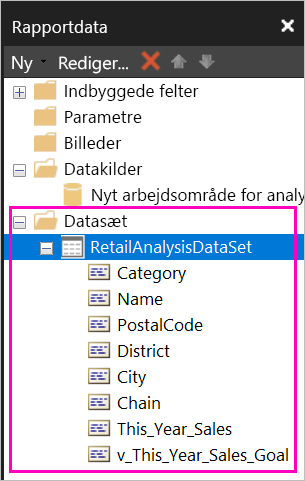 Rapportdata
Ny Rediger...
Indbyggede felter
Parametre
Billeder
Datakilder
Nyt arbejdsområde for analy
Datasæt
RetailAnalysisDataSet
Category
Name
PostalCode
District
City
Chain
This_Year_Sales
v_This_Year_Sales_Goal